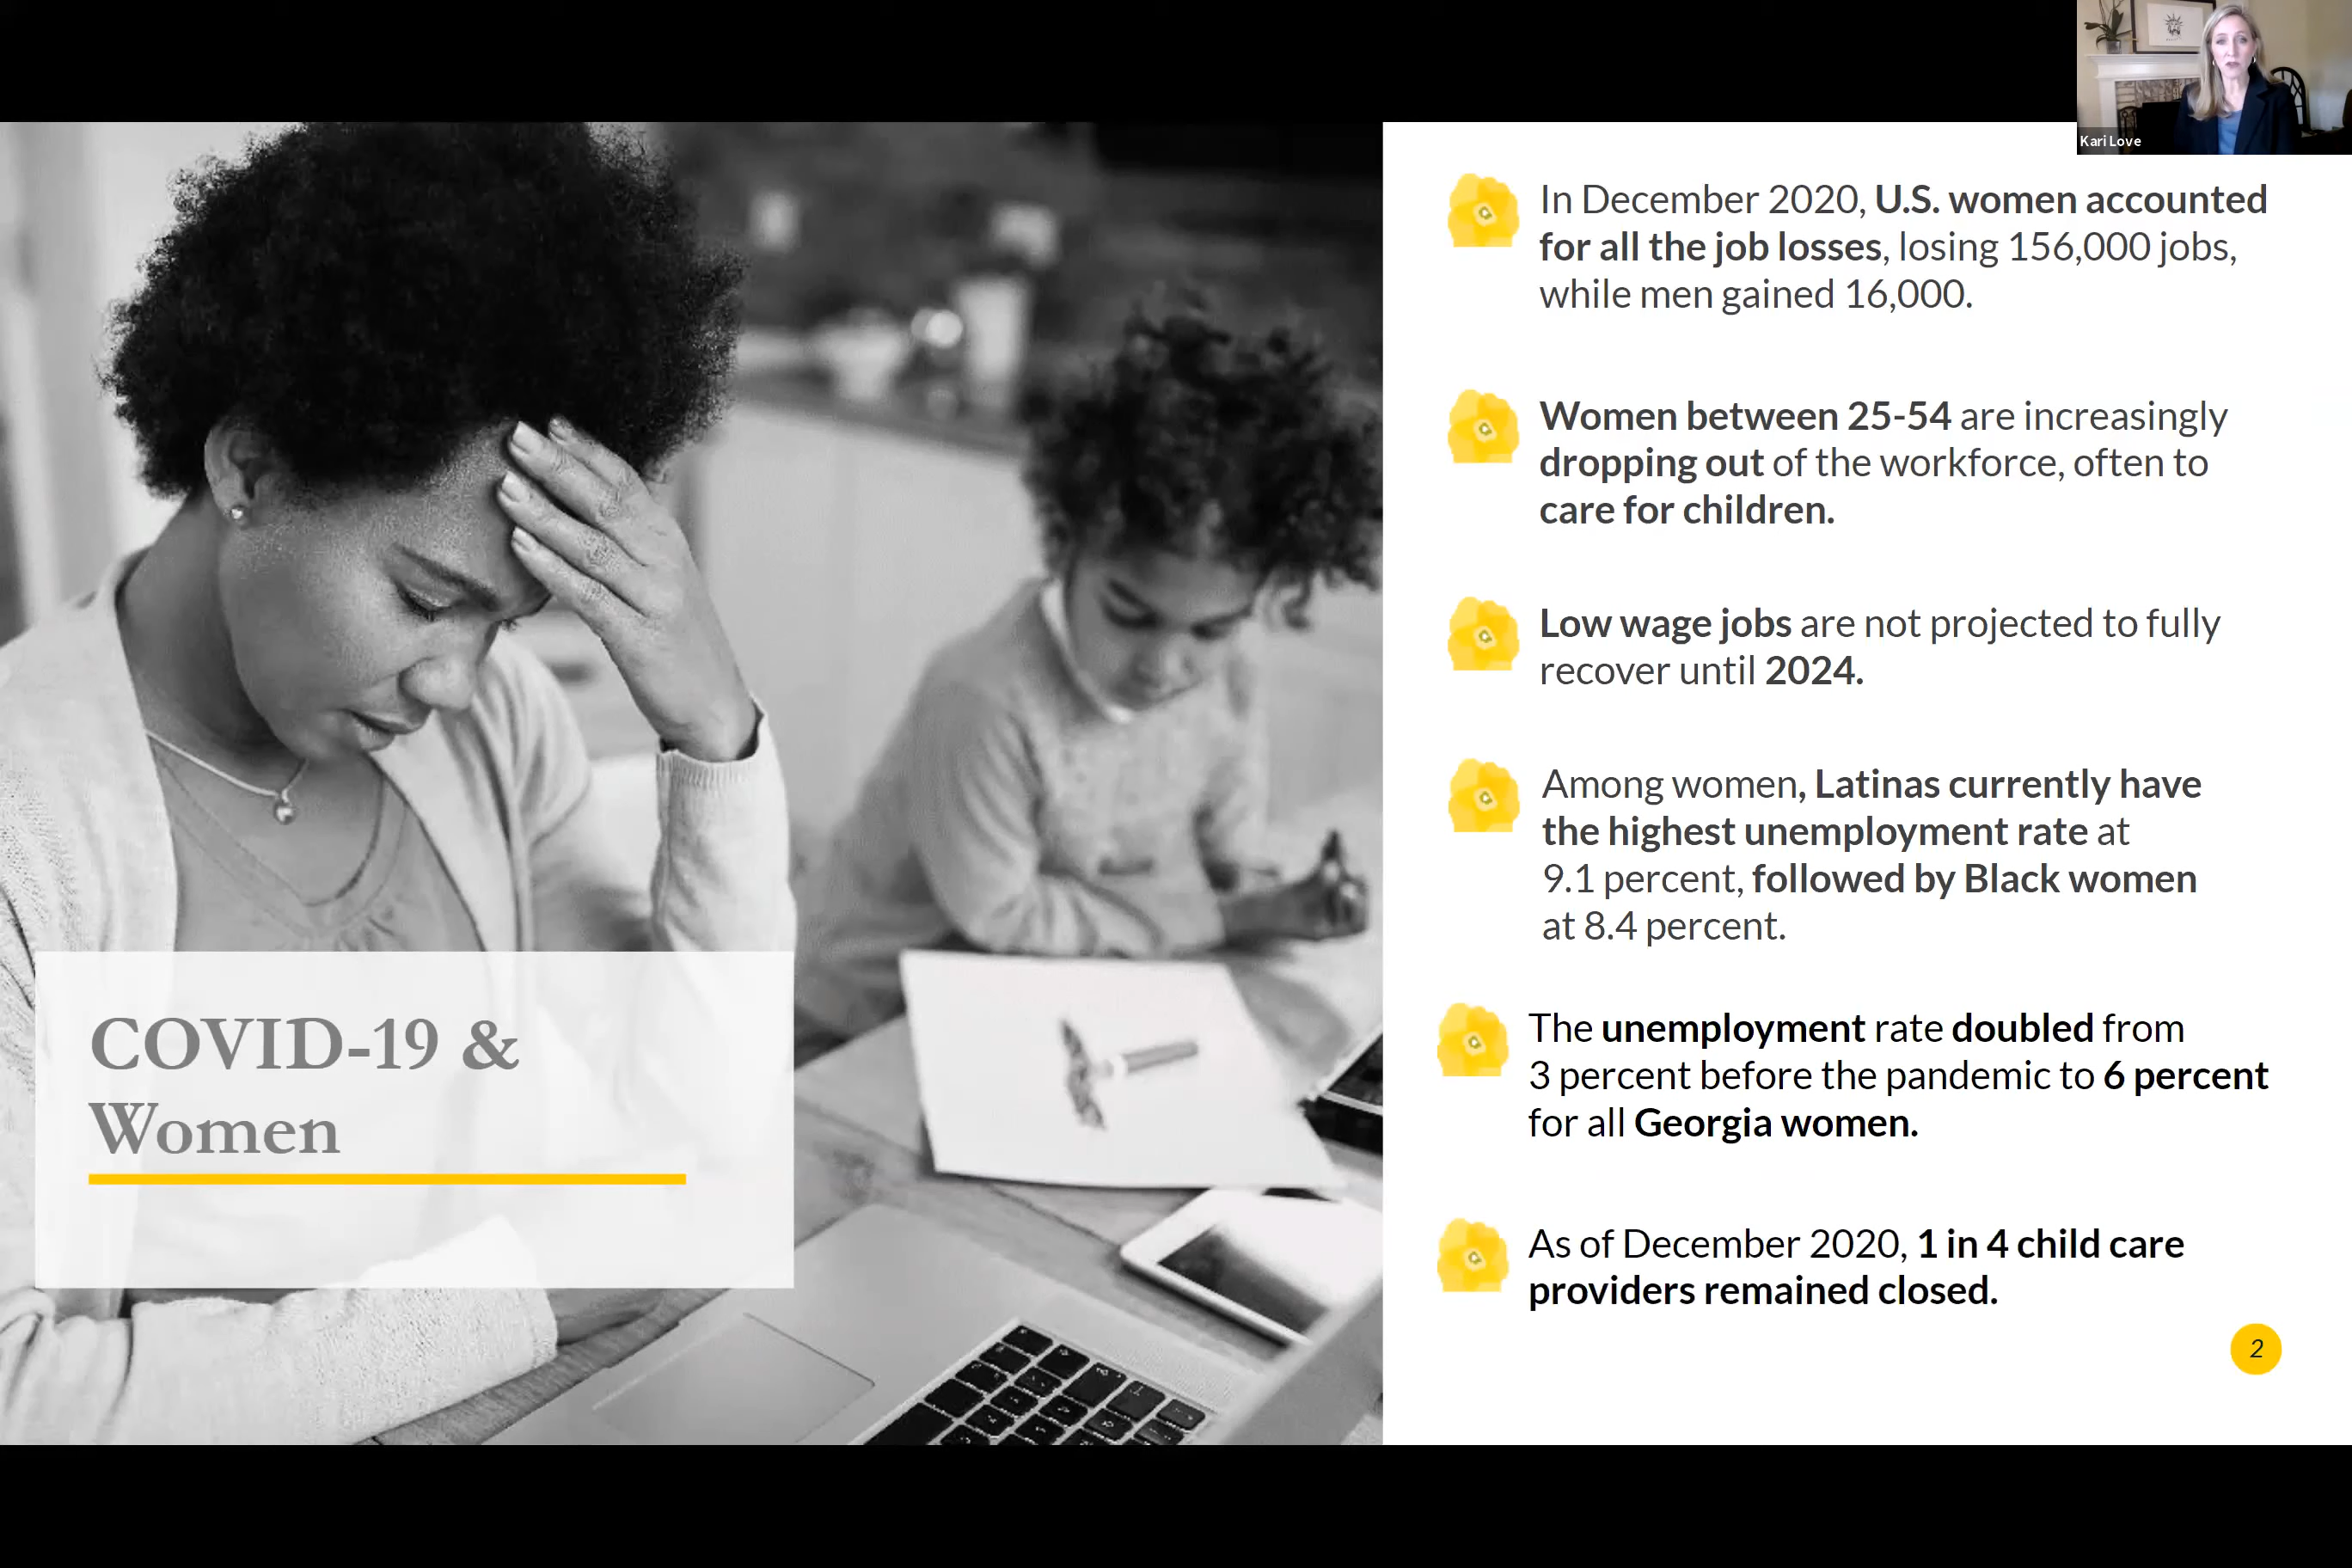 Kari Love
In December 2020, U.S. women accounted
for all the job losses, losing 156,000 jobs,
while men gained 16,000.
Women between 25-54 are increasingly
dropping out of the workforce, often to
care for children.
Low wage jobs are not projected to fully
recover until 2024.
Among women, Latinas currently have
the highest unemployment rate at
9.1 percent, followed by Black women
at 8.4 percent.
The unemployment rate doubled from
3 percent before the pandemic to 6 percent
for all Georgia women.
As of December 2020, 1 in 4 child care
providers remained closed.
COVID-19 &
Women
2